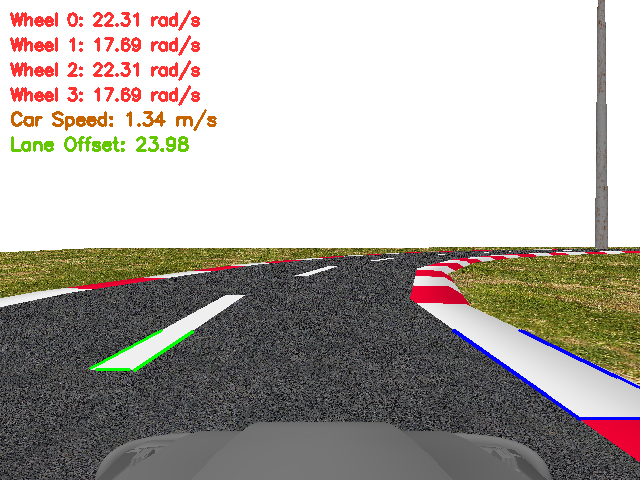 Wheel 0: 22.31 rad/s
Wheel 1: 17.69 rad/s
Wheel 2: 22.31 rad/s
Wheel 3: 17.69 rad/s
Car Speed: 1.34 m/s
Lane Offset: 23.98